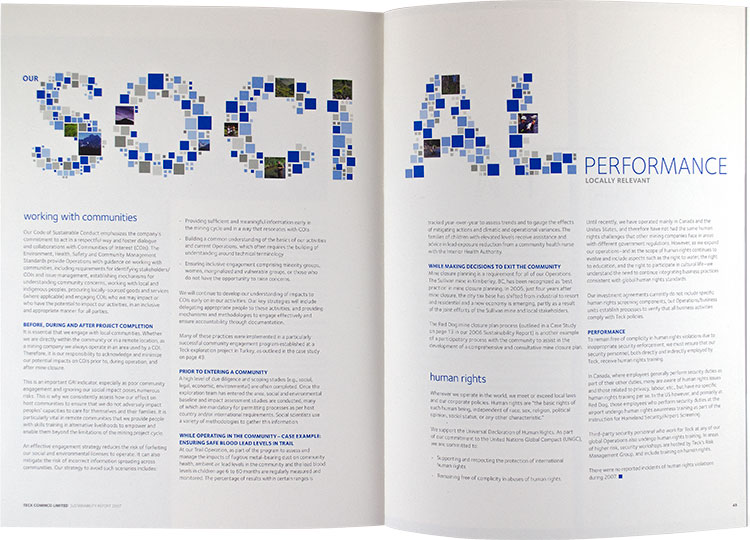 OUR
SOCIAL
PERFORMANCE
LOCALLY RELEVANT
working with communities
Our Code of Sustainable Conduct emphasizes the company's
commitment to act in a respectful way and foster dialogue
and collaborations with Communities of Interest (COIs). The
Environment, Health, Safety and Community Management
Standards provide Operations with guidance on working with
communities, including requirements for identifying stakeholders/
COIs and issue management, establishing mechanisms for
understanding community concerns, working with local and
indigenous peoples, procuring locally-sourced goods and services
(where applicable) and engaging COIs who we may impact or
who have the potential to impact our activities, in an inclusive
and appropriate manner for all parties.
BEFORE, DURING AND AFTER PROJECT COMPLETION
It is essential that we engage with local communities. Whether
we are directly within the community or in a remote location, as
a mining company we always operate in an area used by a COI.
Therefore, it is our responsibility to acknowledge and minimize
our potential impacts on COIs prior to, during operation, and
after mine closure.
This is an important GRI indicator, especially as poor community
engagement and ignoring our social impact poses numerous
risks. This is why we consistently assess how our effect on
host communities to ensure that we do not adversely impact
peoples' capacities to care for themselves and their families. It is
particularly vital in remote communities that we provide people
with skills training in alternative livelihoods to empower and
enable them beyond the limitations of the mining project cycle.
An effective engagement strategy reduces the risk of forfeiting
our social and environmental licenses to operate. It can also
mitigate the risk of incorrect information spreading across
communities. Our strategy to avoid such scenarios includes:
TECK COMINCO LIMITED SUSTAINABILITY REPORT 2007
· Providing sufficient and meaningful information early in
the mining cycle and in a way that resonates with COIs
· Building a common understanding of the basics of our activities
and current Operations, which often requires the building of
understanding around technical terminology
· Ensuring inclusive engagement comprising minority groups,
women, marginalized and vulnerable groups, or those who
do not have the opportunity to raise concerns.
We will continue to develop our understanding of impacts to
COIs early on in our activities. Our key strategies will include
delegating appropriate people to these activities, and providing
mechanisms and methodologies to engage effectively and
ensure accountability through documentation.
Many of these practices were implemented in a particularly
successful community engagement program established at a
Teck exploration project in Turkey, as outlined in the case study
on page 43.
PRIOR TO ENTERING A COMMUNITY
A high level of due diligence and scoping studies (e.g., social,
legal, economic, environmental) are often completed. Once the
exploration team has entered the area, social and environmental
baseline and impact assessment studies are conducted, many
of which are mandatory for permitting processes as per host
country and/or international requirements. Social scientists use
a variety of methodologies to gather this information.
WHILE OPERATING IN THE COMMUNITY – CASE EXAMPLE:
ENSURING SAFE BLOOD LEAD LEVELS IN TRAIL
At our Trail Operation, as part of the program to assess and
manage the impacts of fugitive metal-bearing dust on community
health, ambient air lead levels in the community and the lead blood
levels in children age 6 to 60 months are regularly measured and
monitored. The percentage of results within certain ranges is
tracked year-over-year to assess trends and to gauge the effects
of mitigating actions and climatic and operational variances. The
families of children with elevated levels receive assistance and
advice in lead-exposure reduction from a community health nurse
with the Interior Health Authority.
WHILE MAKING DECISIONS TO EXIT THE COMMUNITY
Mine closure planning is a requirement for all of our Operations.
The Sullivan mine in Kimberley, BC, has been recognized as 'best
practice' in mine closure planning. In 2005, just four years after
mine closure, the city tax base has shifted from industrial to resort
and residential and a new economy is emerging, partly as a result
of the joint efforts of the Sullivan mine and local stakeholders.
The Red Dog mine closure plan process (outlined in a Case Study
on page 13 in our 2006 Sustainability Report) is another example
of a participatory process with the community to assist in the
development of a comprehensive and consultative mine closure plan.
human rights
Wherever we operate in the world, we meet or exceed local laws
and our corporate policies. Human rights are "the basic rights of
each human being, independent of race, sex, religion, political
opinion, social status, or any other characteristic."
We support the Universal Declaration of Human Rights. As part
of our commitment to the United Nations Global Compact (UNGC),
we are committed to:
· Supporting and respecting the protection of international
human rights
· Remaining free of complicity in abuses of human rights
Until recently, we have operated mainly in Canada and the
United States, and therefore have not had the same human
rights challenges that other mining companies face in areas
with different government regulations. However, as we expand
our operations—and as the scope of human rights continues to
evolve and include aspects such as the right to water, the right
to education, and the right to participate in cultural life—we
understand the need to continue integrating business practices
consistent with global human rights standards.
Our investment agreements currently do not include specific
human rights screening components, but Operations/business
units establish processes to verify that all business activities
comply with Teck policies.
PERFORMANCE
To remain free of complicity in human rights violations due to
inappropriate security enforcement, we must ensure that our
security personnel, both directly and indirectly employed by
Teck, receive human rights training.
In Canada, where employees generally perform security duties as
part of their other duties, many are aware of human rights issues
and those related to privacy, labour, etc., but have no specific
human rights training per se. In the US however, and primarily at
Red Dog, those employees who perform security duties at the
airport undergo human rights awareness training as part of the
instruction for Homeland Security/Airport Screening.
Third-party security personnel who work for Teck at any of our
global Operations also undergo human rights training. In areas
of higher risk, security workshops are hosted by Teck's Risk
Management Group, and include training on human rights.
There were no reported incidents of human rights violations
during 2007.